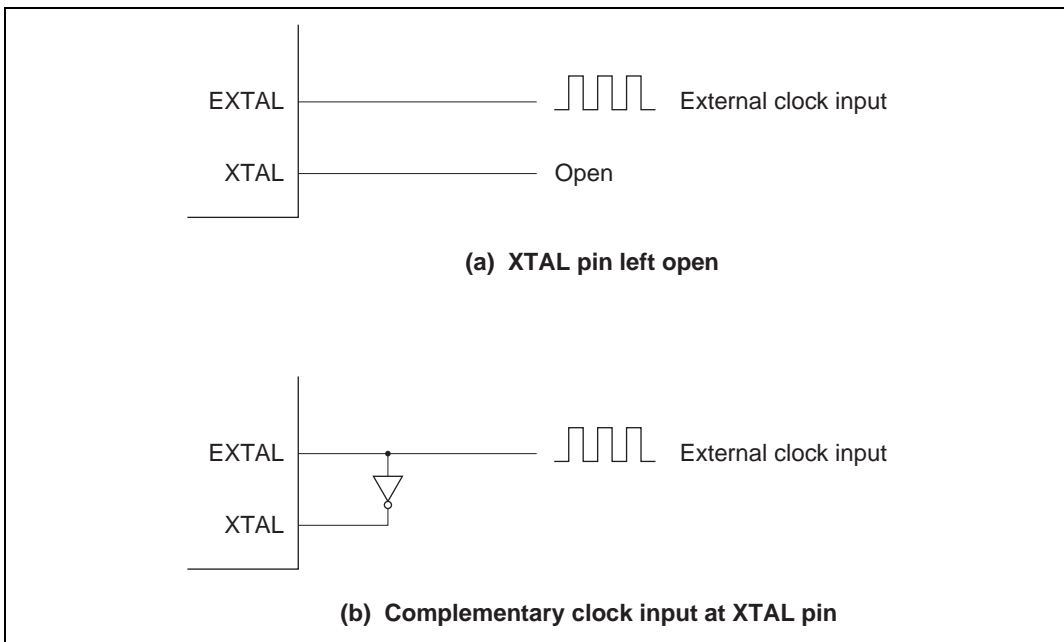 EXTAL External clock input
XTAL Open
(a) XTAL pin left open
EXTAL External clock input
XTAL
(b) Complementary clock input at XTAL pin